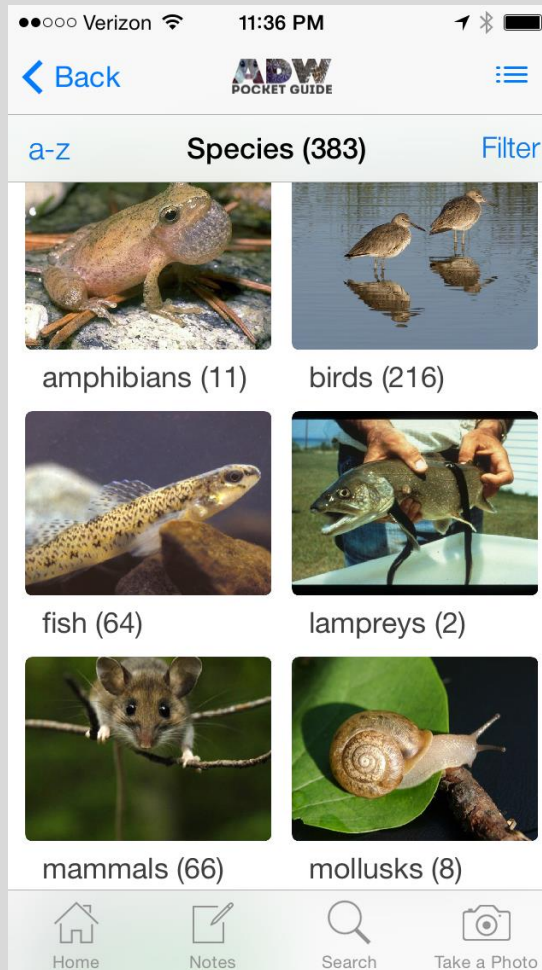 Verizon 11:36 PM
Back ADW
POCKET GUIDE
a-z Species (383) Filter
amphibians (11) birds (216)
fish (64) lampreys (2)
mammals (66) mollusks (8)
Home Notes Search Take a Photo